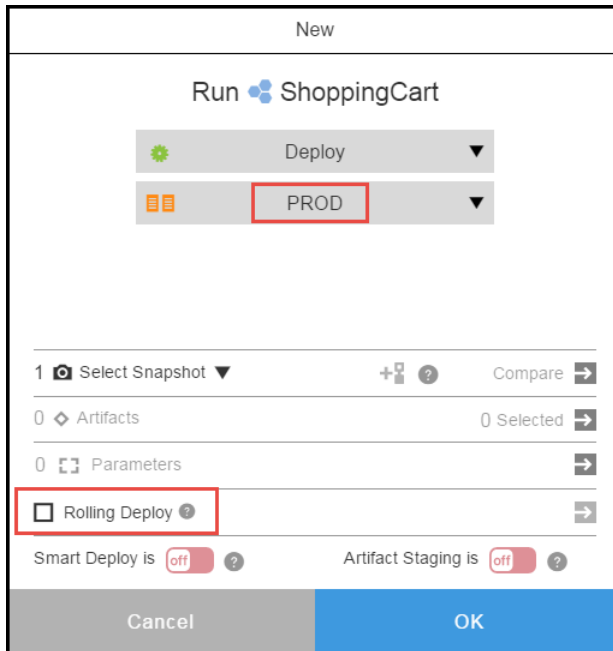 New
Run ShoppingCart
Deploy
PROD
1 Select Snapshot ? Compare
0 Artifacts 0 Selected
0 Parameters
Rolling Deploy ?
Smart Deploy is off ? Artifact Staging is off ?
Cancel OK